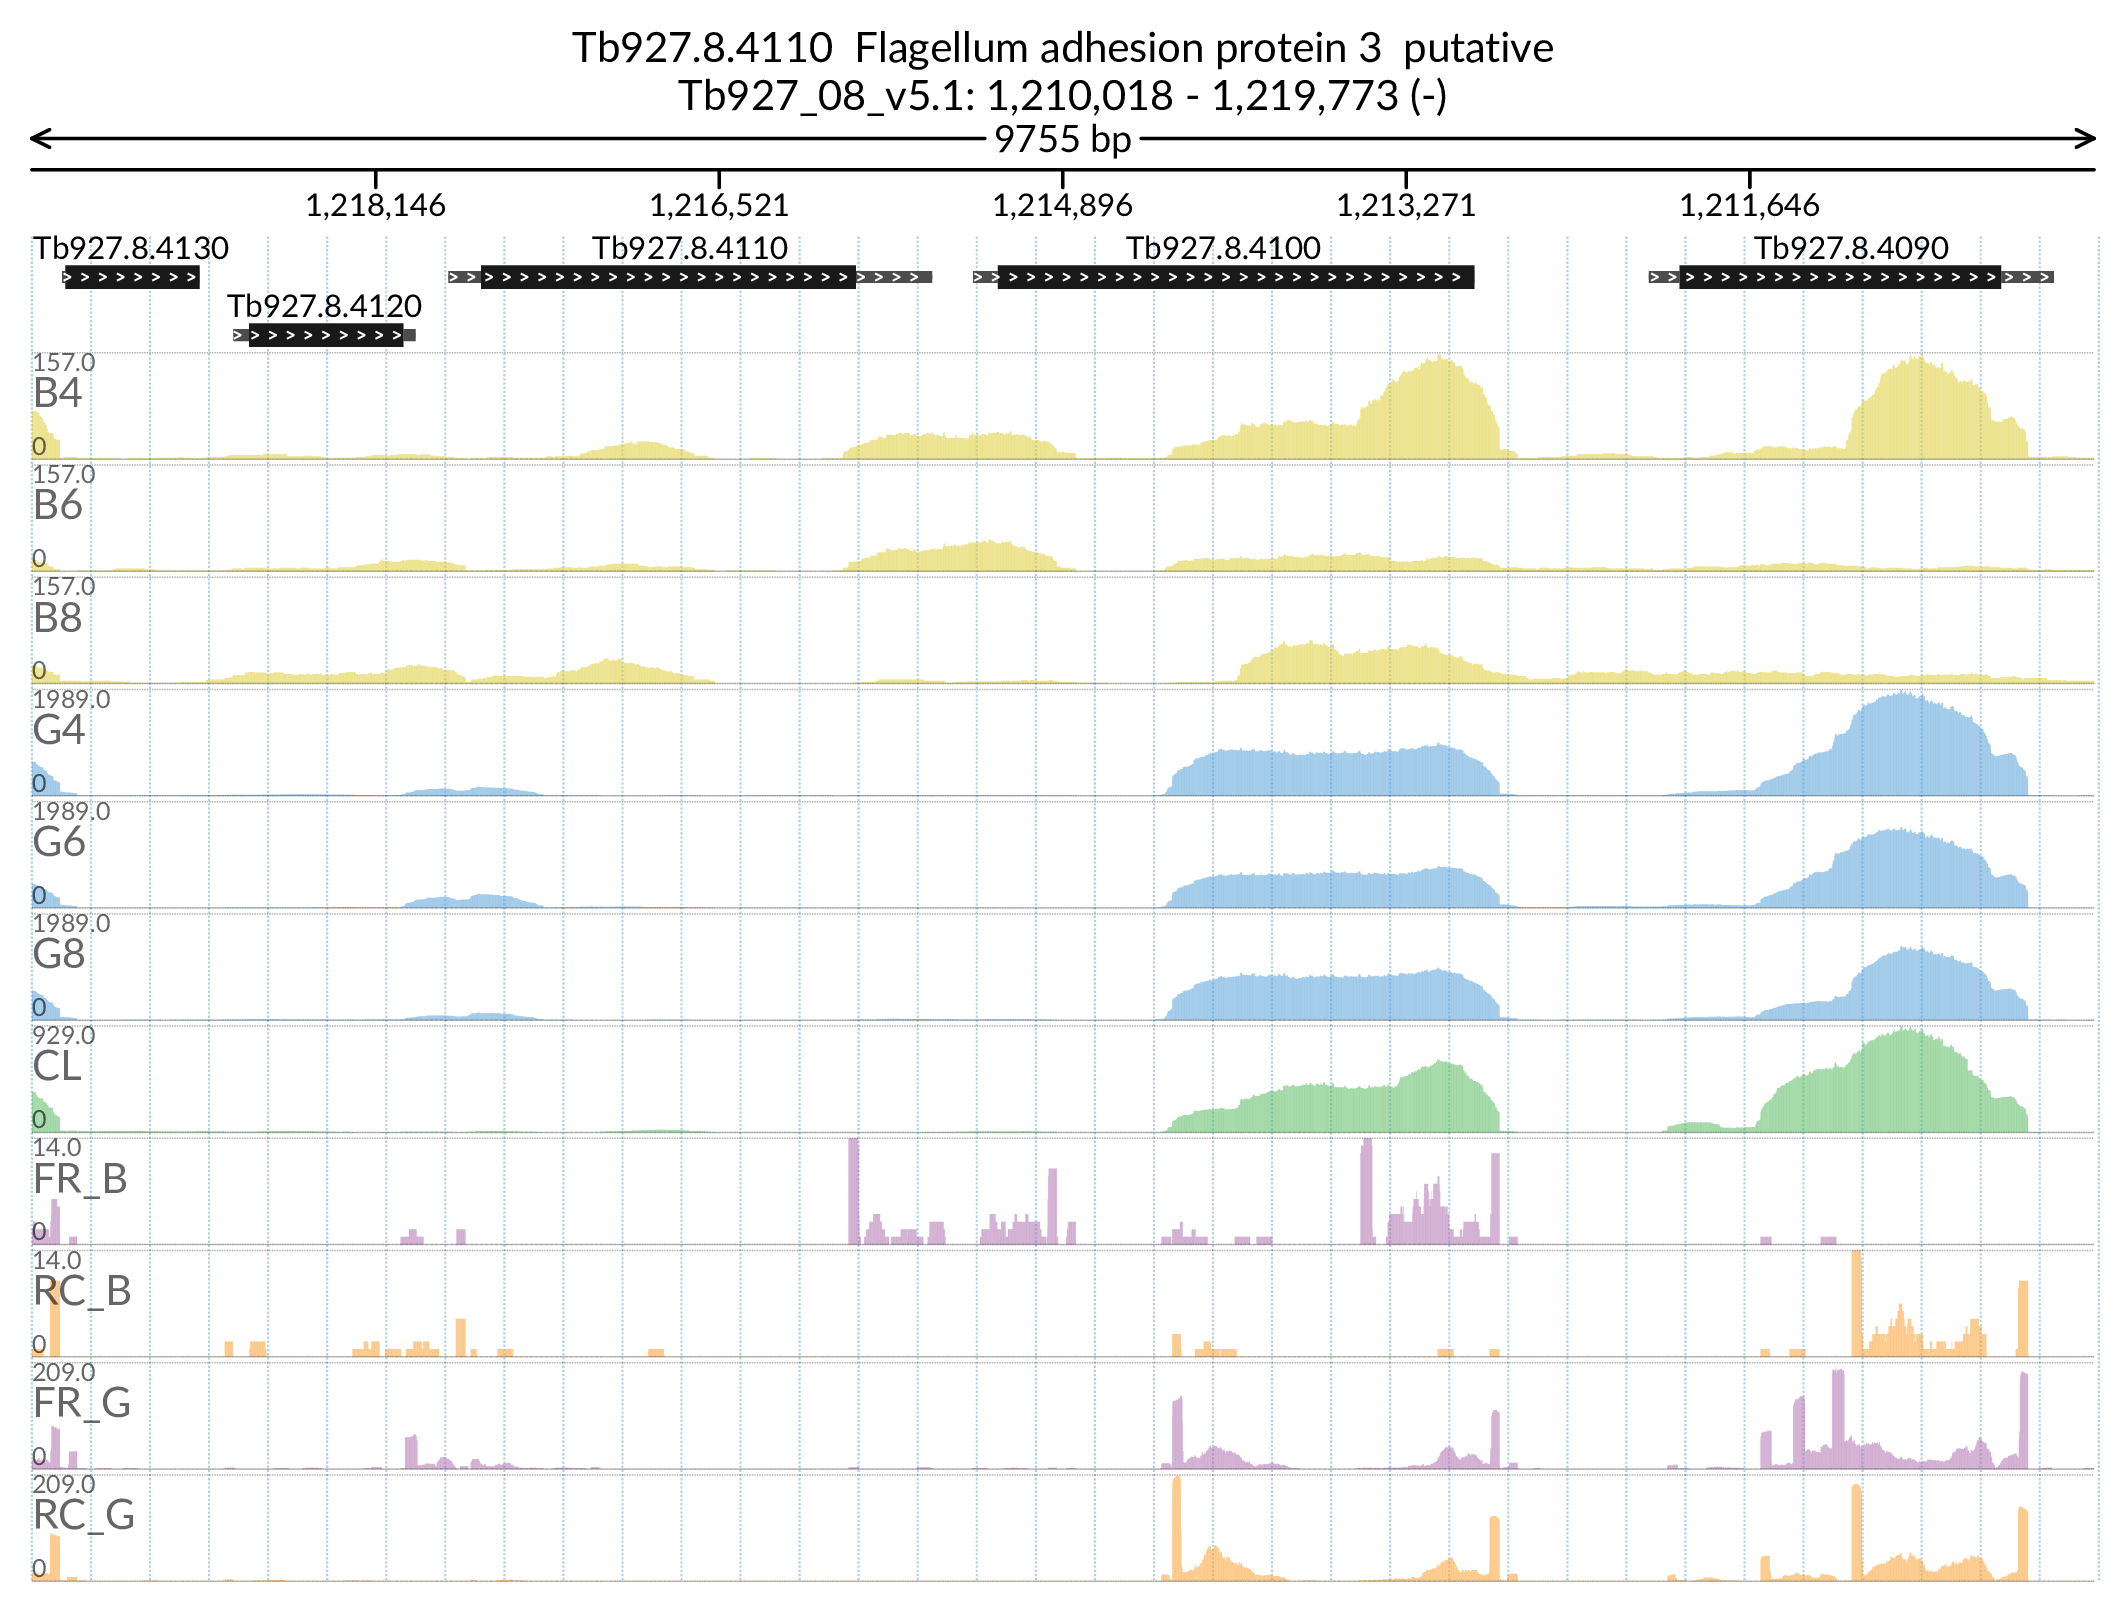 Tb927.8.4110  Flagellum adhesion protein 3  putative
Tb927_08_v5.1: 1,210,018 - 1,219,773 (-)
9755 bp
1,218,146 1,216,521 1,214,896 1,213,271 1,211,646
Tb927.8.4130 Tb927.8.4110 Tb927.8.4100 Tb927.8.4090
Tb927.8.4120
157.0
B4
0
157.0
B6
0
157.0
B8
0
1989.0
G4
0
1989.0
G6
0
1989.0
G8
0
929.0
CL
0
14.0
FR_B
0
14.0
RC_B
0
209.0
FR_G
0
209.0
RC_G
0